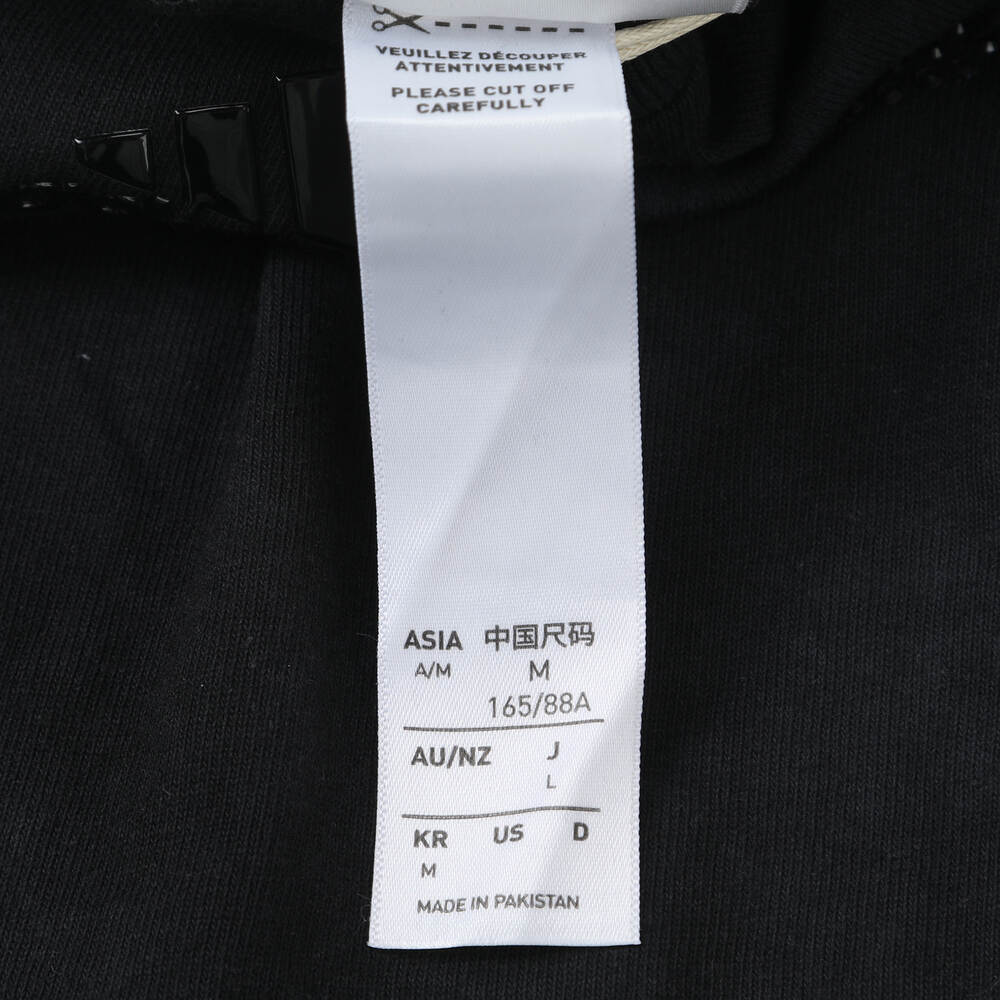 VEUILLEZ DÉCOUPER
ATTENTIVEMENT
PLEASE CUT OFF
CAREFULLY
ASIA 中国尺码
A/M M
165/88A
AU/NZ J
L
KR US D
M
MADE IN PAKISTAN